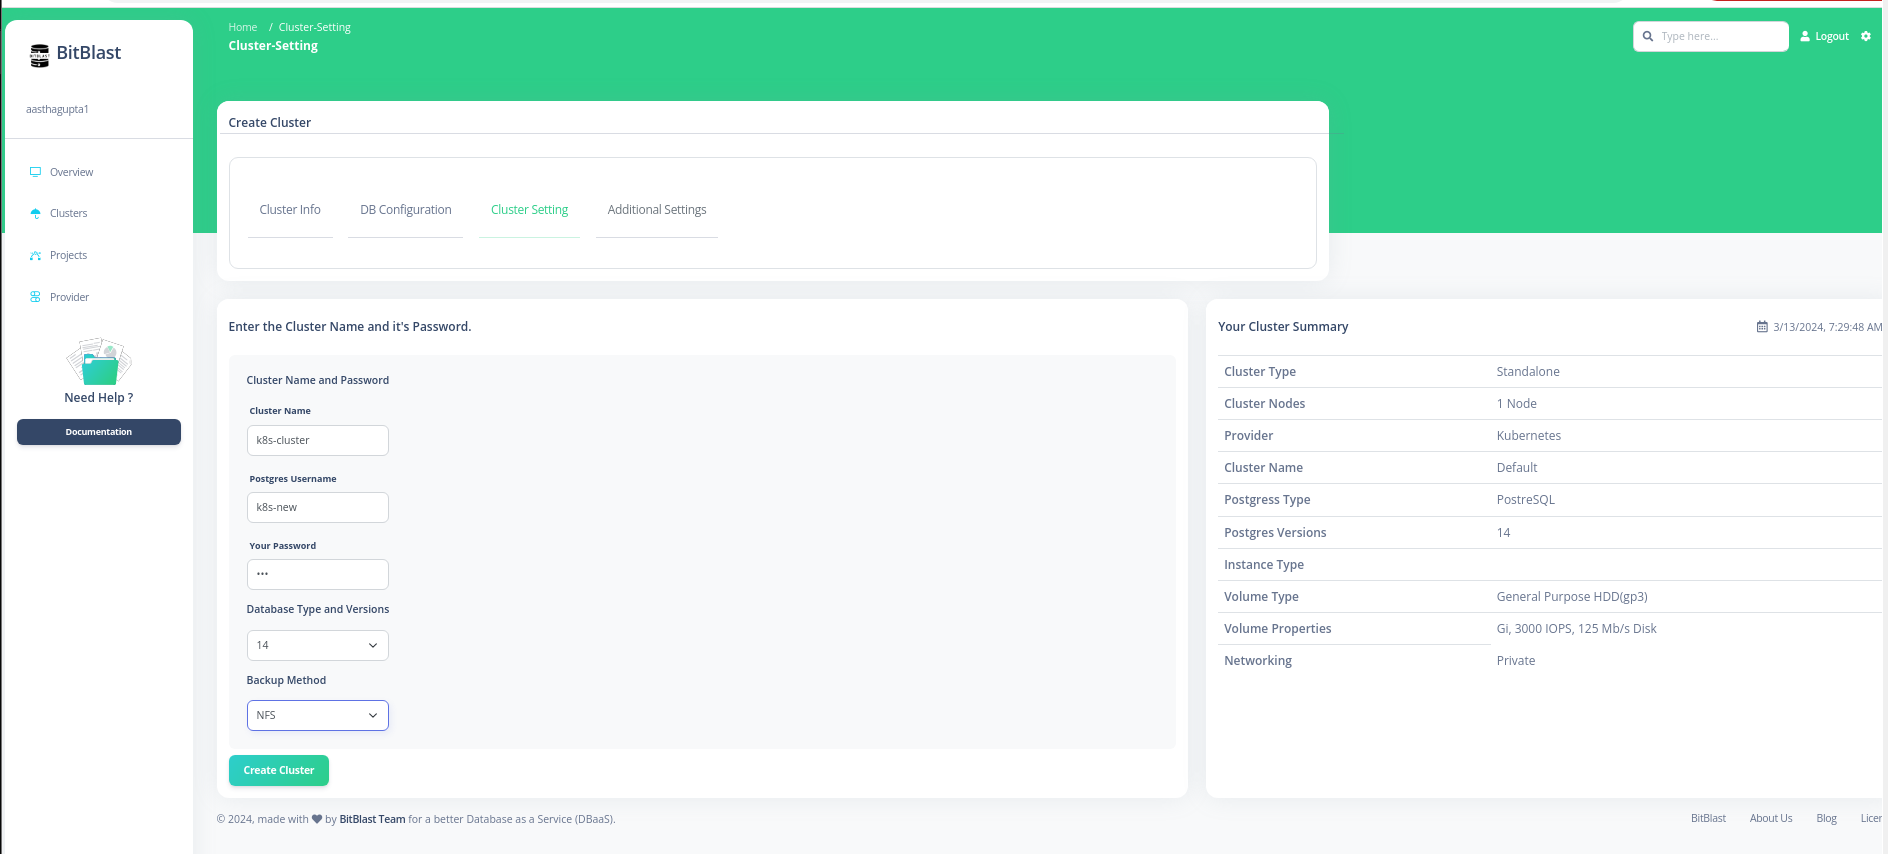 BitBlast
aasthagupta1
Overview
Clusters
Projects
Provider
Need Help ?
Documentation
Home / Cluster-Setting
Cluster-Setting
Type here...
Logout
Create Cluster
Cluster Info
DB Configuration
Cluster Setting
Additional Settings
Enter the Cluster Name and it's Password.
Cluster Name and Password
Cluster Name
k8s-cluster
Postgres Username
k8s-new
Your Password
•••
Database Type and Versions
14
Backup Method
NFS
Create Cluster
Your Cluster Summary
3/13/2024, 7:29:48 AM
Cluster Type Standalone
Cluster Nodes 1 Node
Provider Kubernetes
Cluster Name Default
Postgress Type PostreSQL
Postgres Versions 14
Instance Type
Volume Type General Purpose HDD(gp3)
Volume Properties Gi, 3000 IOPS, 125 Mb/s Disk
Networking Private
© 2024, made with ♥ by BitBlast Team for a better Database as a Service (DBaaS).
BitBlast
About Us
Blog